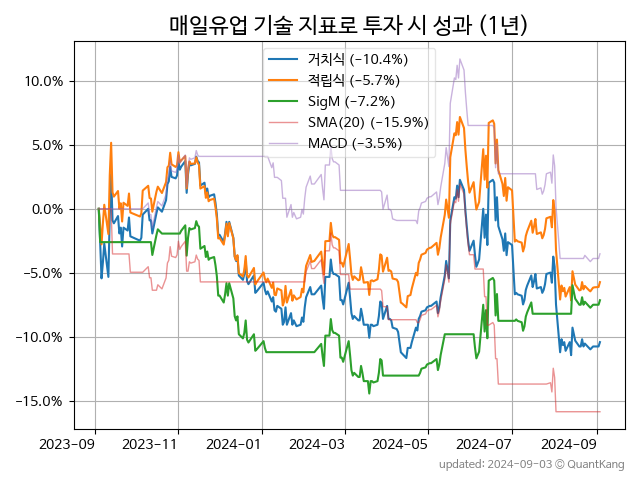 매일유업 기술 지표로 투자 시 성과 (1년)
거치식 (−10.4%)
적립식 (−5.7%)
SigM (−7.2%)
SMA(20) (−15.9%)
MACD (−3.5%)
10.0%
5.0%
0.0%
−5.0%
−10.0%
−15.0%
2023−09 2023−11 2024−01 2024−03 2024−05 2024−07 2024−09
updated: 2024−09−03 © QuantKang